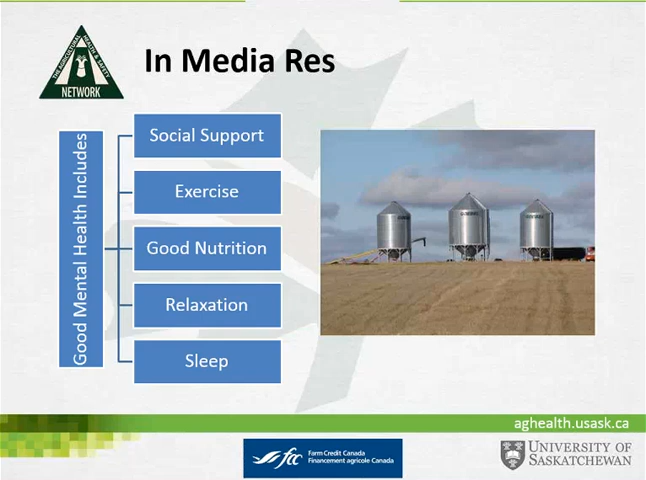 In Media Res
THE AGRICULTURAL
HEALTH & SAFETY
NETWORK
Good Mental Health Includes
Social Support
Exercise
Good Nutrition
Relaxation
Sleep
aghealth.usask.ca
fcc
Farm Credit Canada
Financement agricole Canada
UNIVERSITY OF
SASKATCHEWAN